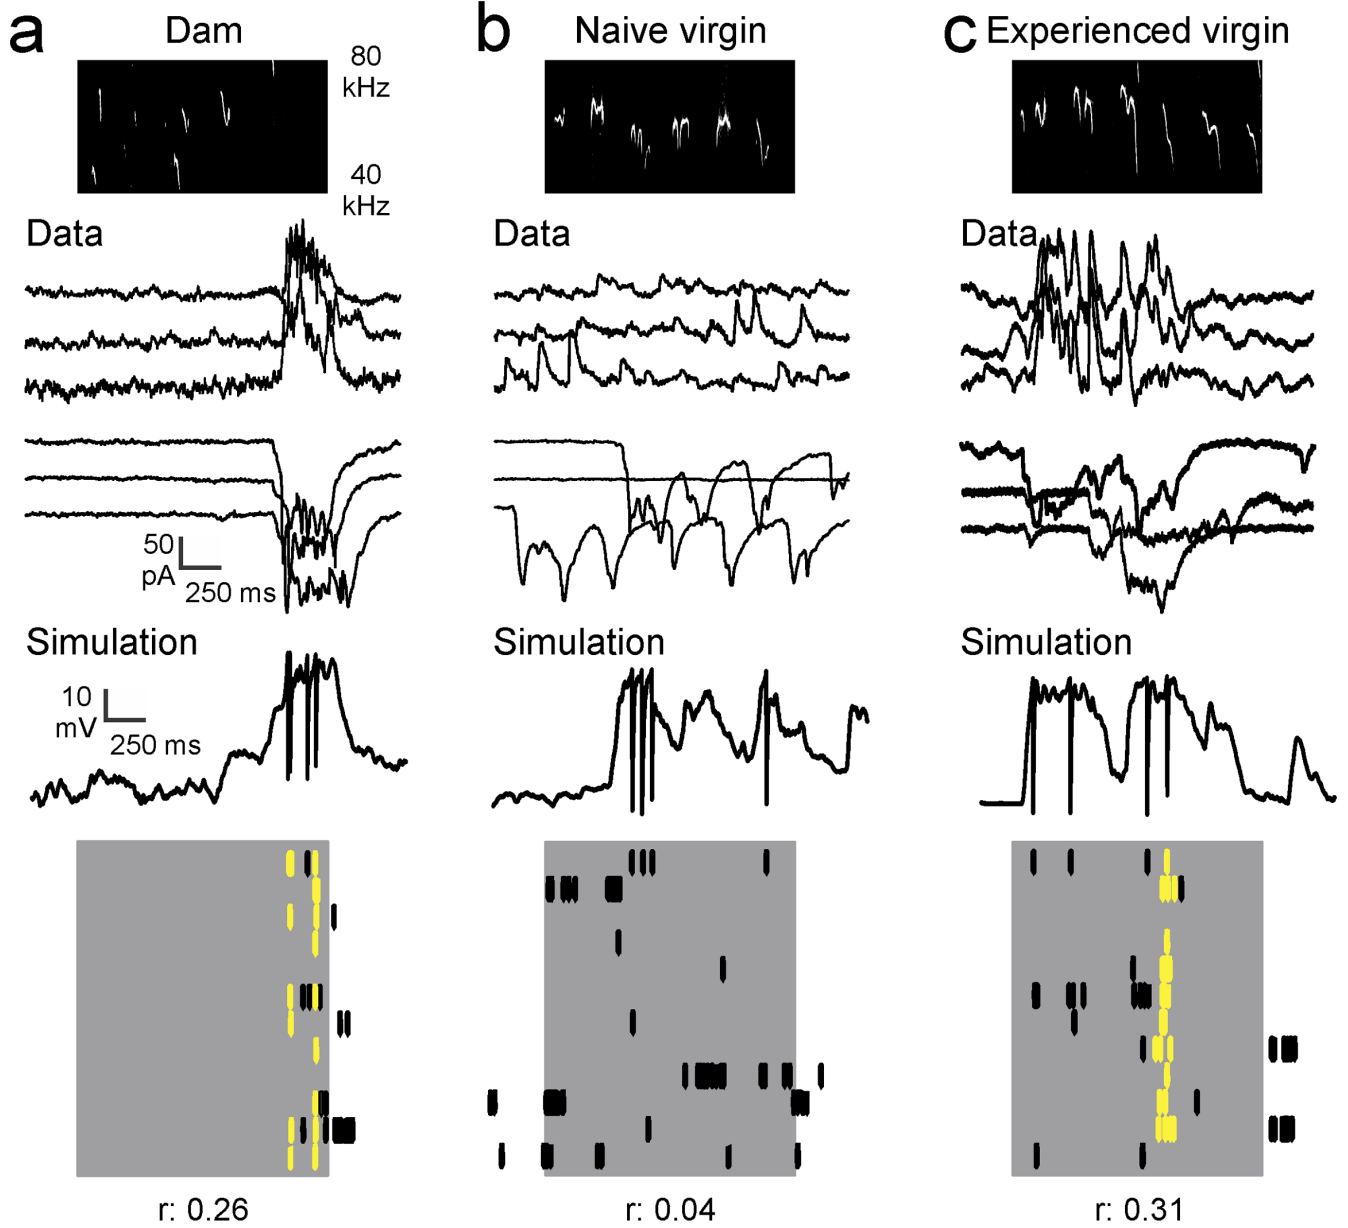 a Dam
80
kHz
40
kHz
b Naive virgin
c Experienced virgin
Data
Data
Data
50
pA
250 ms
Simulation
Simulation
Simulation
10
mV
250 ms
r: 0.26
r: 0.04
r: 0.31